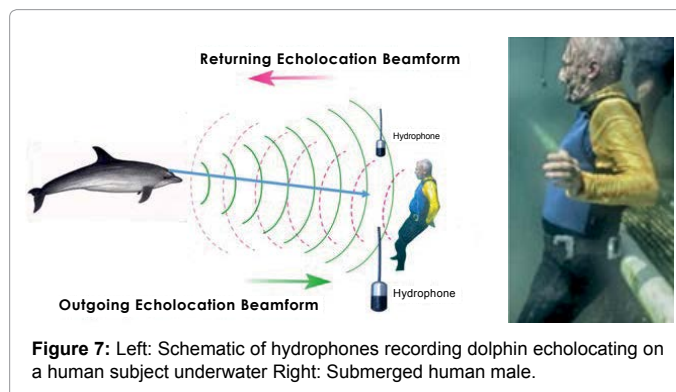 Returning Echolocation Beamform
Hydrophone
Hydrophone
Outgoing Echolocation Beamform
Figure 7: Left: Schematic of hydrophones recording dolphin echolocating on
a human subject underwater Right: Submerged human male.